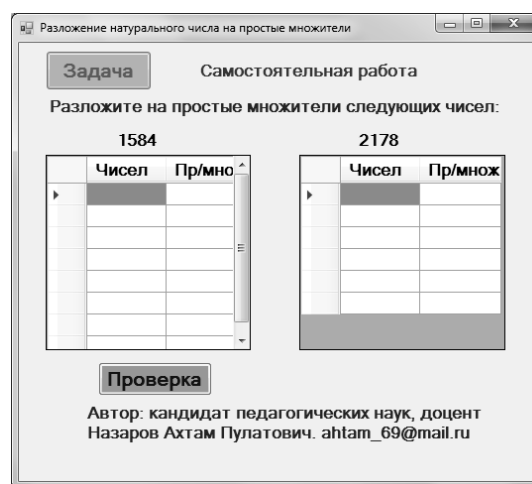 Разложение натурального числа на простые множители
Задача
Самостоятельная работа
Разложите на простые множители следующих чисел:
1584
2178
Чисел Пр/мно
Чисел Пр/множ
Проверка
Автор: кандидат педагогических наук, доцент
Назаров Ахтам Пулатович. ahtam_69@mail.ru